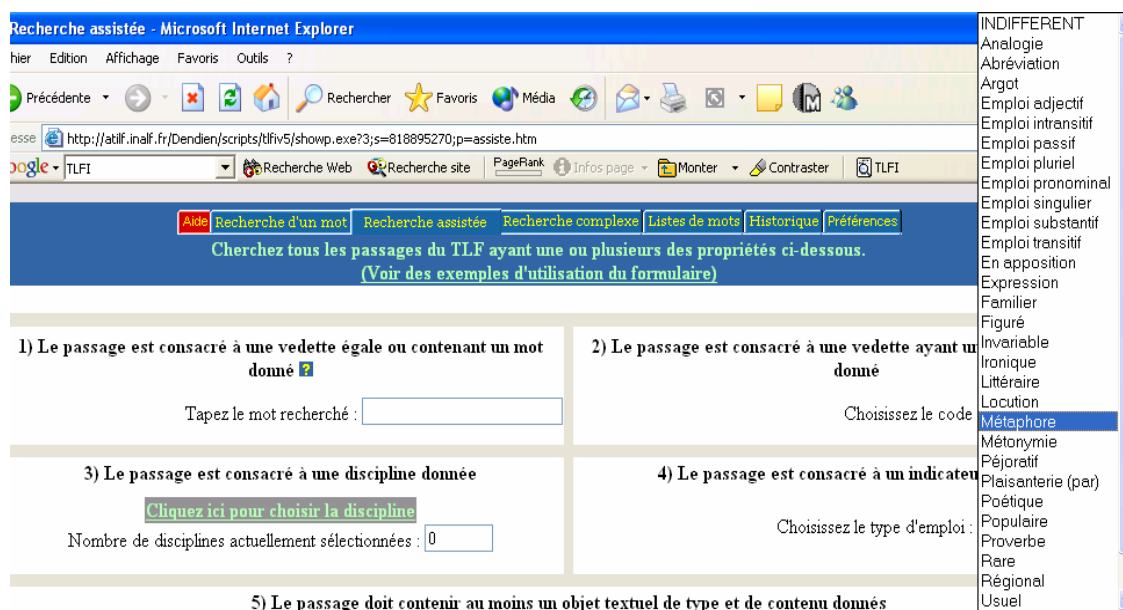 Recherche assistée - Microsoft Internet Explorer
hier Edition Affichage Favoris Outils ?
Précédente Rechercher Favoris Média
esse http://atilf.inalf.fr/Dendien/scripts/tlfiv5/showp.exe?3;s=818895270;p=assiste.htm
oogle TLFI Recherche Web Recherche site PageRank Infos page Monter Contraster TLFI
Aide Recherche d'un mot Recherche assistée Recherche complexe Listes de mots Historique Préférences
Cherchez tous les passages du TLF ayant une ou plusieurs des propriétés ci-dessous.
(Voir des exemples d'utilisation du formulaire)
1) Le passage est consacré à une vedette égale ou contenant un mot
donné ?
Tapez le mot recherché :
2) Le passage est consacré à une vedette ayant un
donné
Choisissez le code
3) Le passage est consacré à une discipline donnée
Cliquez ici pour choisir la discipline
Nombre de disciplines actuellement sélectionnées : 0
4) Le passage est consacré à un indicateu
Choisissez le type d'emploi :
5) Le passage doit contenir au moins un objet textuel de type et de contenu donnés
INDIFFERENT
Analogie
Abréviation
Argot
Emploi adjectif
Emploi intransitif
Emploi passif
Emploi pluriel
Emploi pronominal
Emploi singulier
Emploi substantif
Emploi transitif
En apposition
Expression
Familier
Figuré
Invariable
Ironique
Littéraire
Locution
Métaphore
Métonymie
Péjoratif
Plaisanterie (par)
Poétique
Populaire
Proverbe
Rare
Régional
Usuel